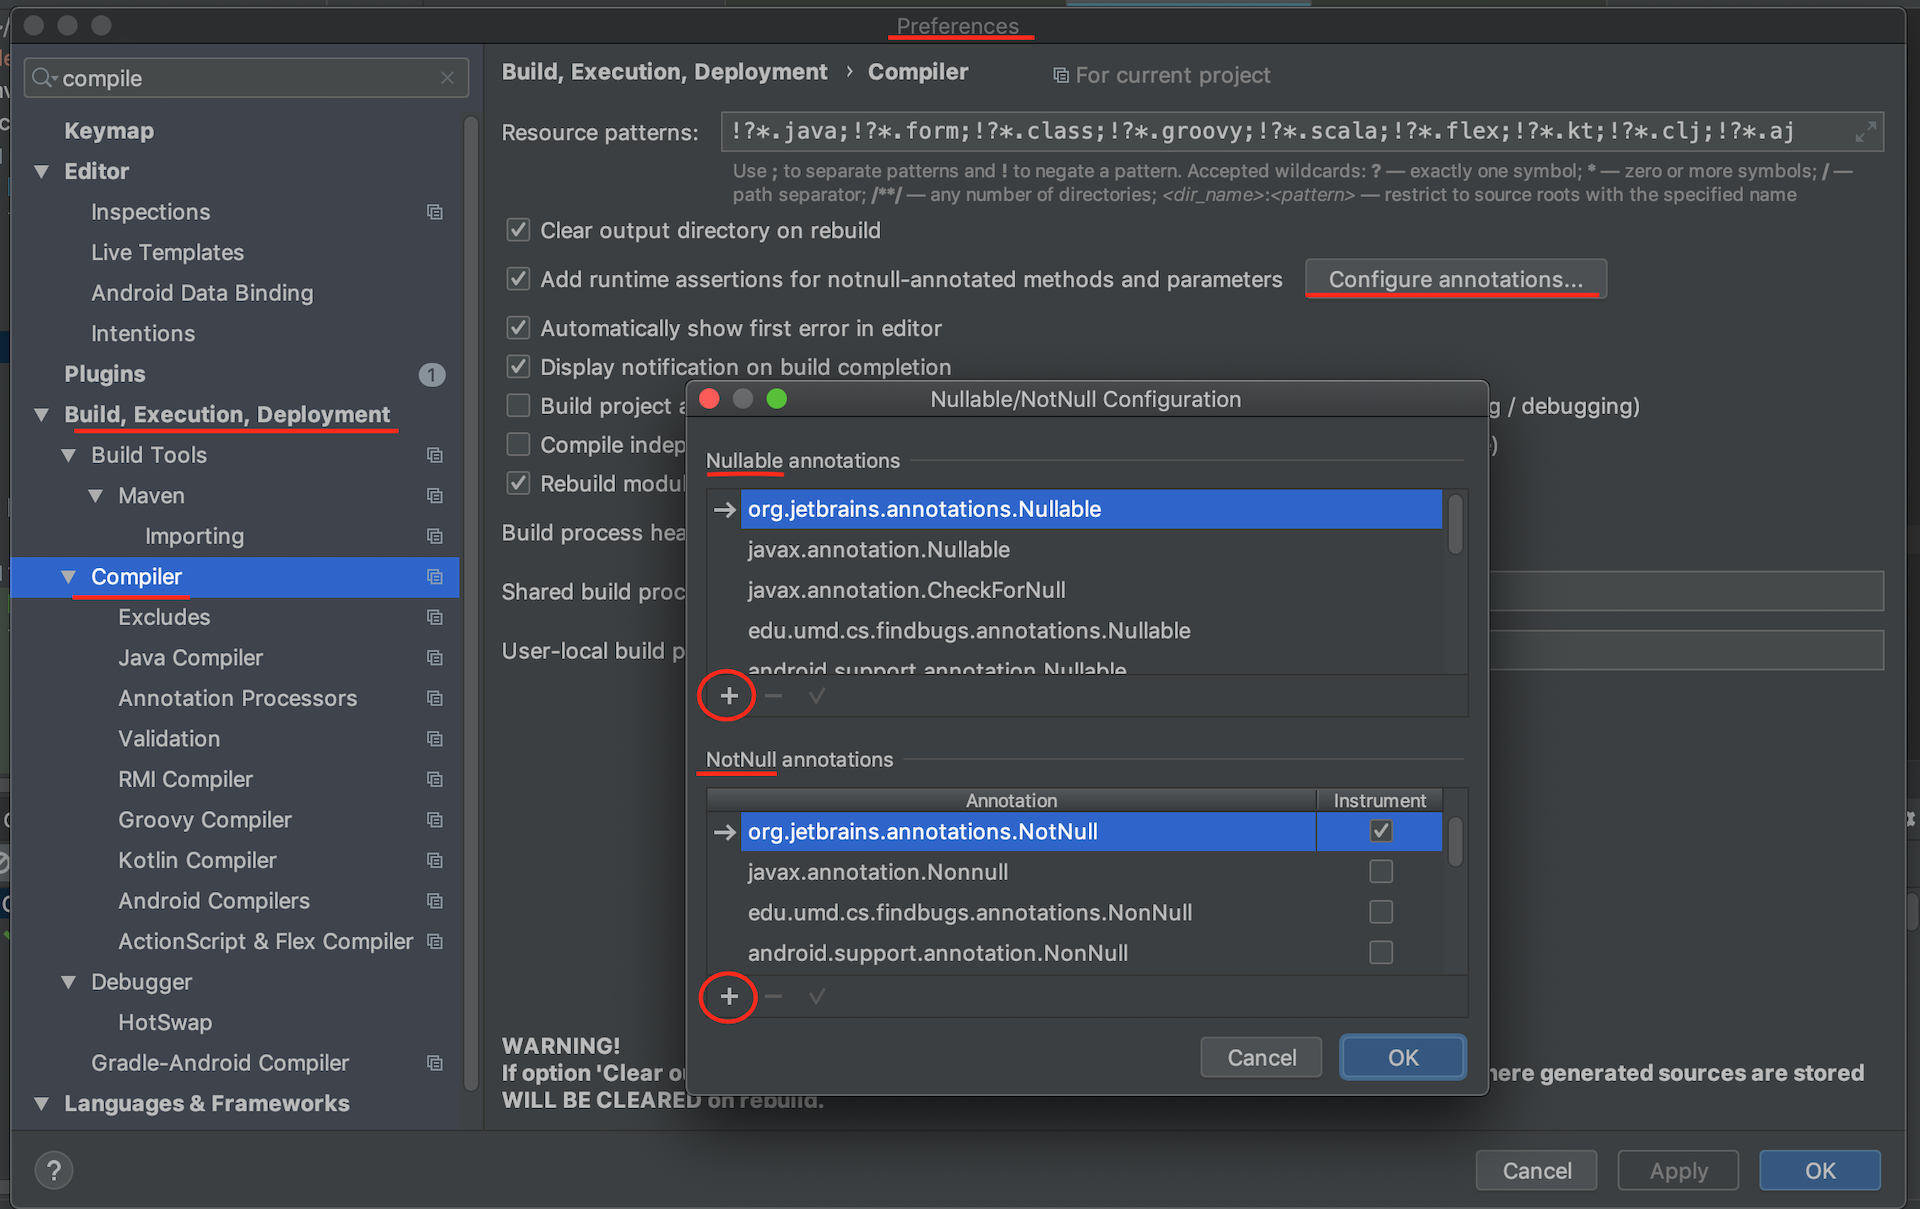 Preferences
compile
Keymap
Editor
Inspections
Live Templates
Android Data Binding
Intentions
Plugins
1
Build, Execution, Deployment
Build Tools
Maven
Importing
Compiler
Excludes
Java Compiler
Annotation Processors
Validation
RMI Compiler
Groovy Compiler
Kotlin Compiler
Android Compilers
ActionScript & Flex Compiler
Debugger
HotSwap
Gradle-Android Compiler
Languages & Frameworks
Build, Execution, Deployment › Compiler
For current project
Resource patterns: !?*.java;!?*.form;!?*.class;!?*.groovy;!?*.scala;!?*.flex;!?*.kt;!?*.clj;!?*.aj
Use ; to separate patterns and ! to negate a pattern. Accepted wildcards: ? — exactly one symbol; * — zero or more symbols; / —
path separator; /**/ — any number of directories; <dir_name>:<pattern> — restrict to source roots with the specified name
Clear output directory on rebuild
Add runtime assertions for notnull-annotated methods and parameters
Configure annotations...
Automatically show first error in editor
Display notification on build completion
Build project a
g / debugging)
Compile indep
)
Rebuild modul
Build process hea
Shared build proc
User-local build p
WARNING!
If option 'Clear ou
here generated sources are stored
WILL BE CLEARED on rebuild.
Nullable/NotNull Configuration
Nullable annotations
org.jetbrains.annotations.Nullable
javax.annotation.Nullable
javax.annotation.CheckForNull
edu.umd.cs.findbugs.annotations.Nullable
android.support.annotation.Nullable
NotNull annotations
Annotation Instrument
org.jetbrains.annotations.NotNull
javax.annotation.Nonnull
edu.umd.cs.findbugs.annotations.NonNull
android.support.annotation.NonNull
Cancel
OK
?
Cancel
Apply
OK